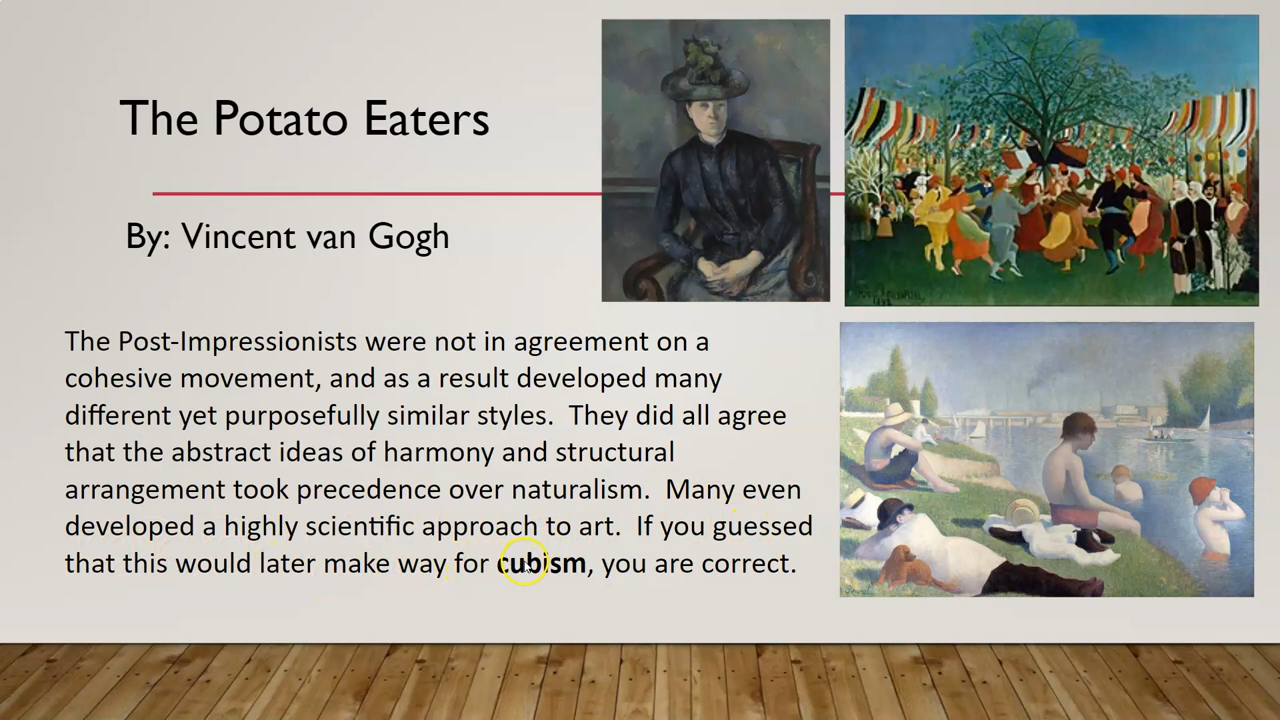 The Potato Eaters
By: Vincent van Gogh
The Post-Impressionists were not in agreement on a
cohesive movement, and as a result developed many
different yet purposefully similar styles.  They did all agree
that the abstract ideas of harmony and structural
arrangement took precedence over naturalism.  Many even
developed a highly scientific approach to art.  If you guessed
that this would later make way for cubism, you are correct.